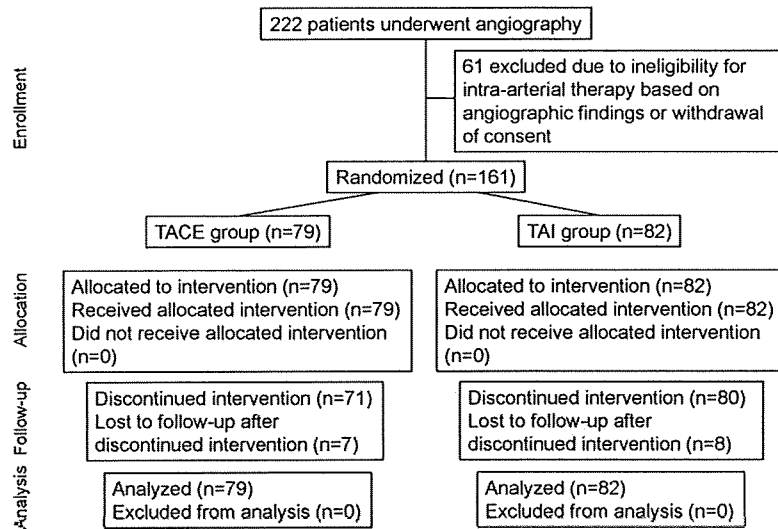 222 patients underwent angiography
Enrollment
61 excluded due to ineligibility for
intra-arterial therapy based on
angiographic findings or withdrawal
of consent
Randomized (n=161)
TACE group (n=79)
TAI group (n=82)
Allocation
Allocated to intervention (n=79)
Received allocated intervention (n=79)
Did not receive allocated intervention
(n=0)
Allocated to intervention (n=82)
Received allocated intervention (n=82)
Did not receive allocated intervention
(n=0)
Follow-up
Discontinued intervention (n=71)
Lost to follow-up after
discontinued intervention (n=7)
Discontinued intervention (n=80)
Lost to follow-up after
discontinued intervention (n=8)
Analysis
Analyzed (n=79)
Excluded from analysis (n=0)
Analyzed (n=82)
Excluded from analysis (n=0)